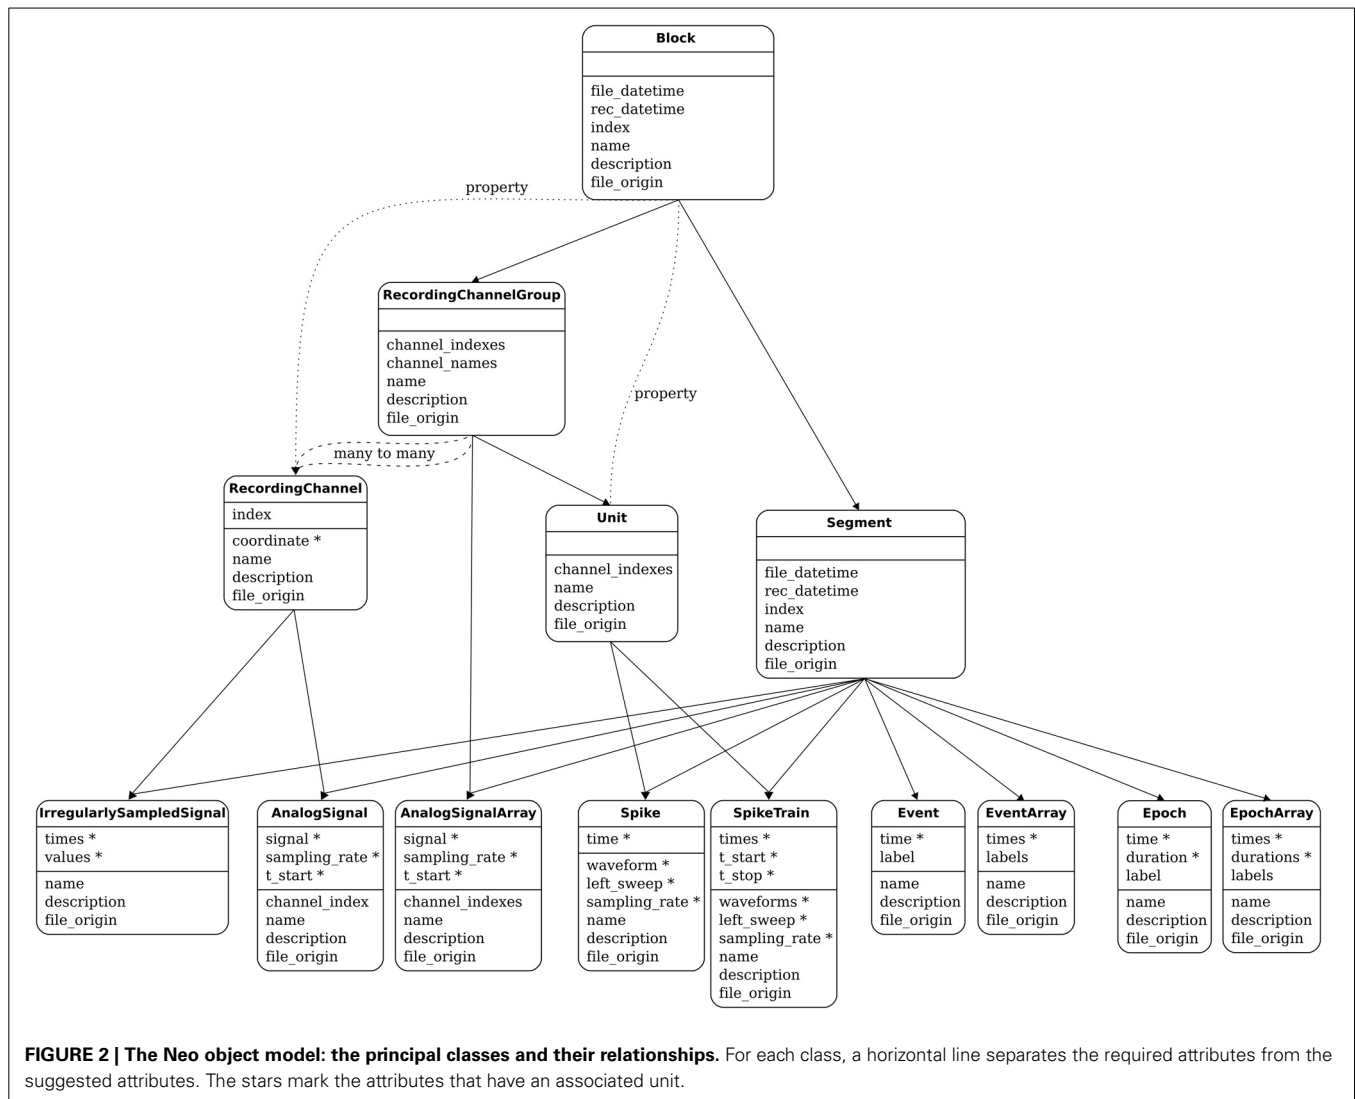 Block
file_datetime
rec_datetime
index
name
description
file_origin
property
RecordingChannelGroup
channel_indexes
channel_names
name
description
file_origin
property
many to many
RecordingChannel
index
coordinate *
name
description
file_origin
Unit
channel_indexes
name
description
file_origin
Segment
file_datetime
rec_datetime
index
name
description
file_origin
IrregularlySampledSignal
times *
values *
name
description
file_origin
AnalogSignal
signal *
sampling_rate *
t_start *
channel_index
name
description
file_origin
AnalogSignalArray
signal *
sampling_rate *
t_start *
channel_indexes
name
description
file_origin
Spike
time *
waveform *
left_sweep *
sampling_rate *
name
description
file_origin
SpikeTrain
times *
t_start *
t_stop *
waveforms *
left_sweep *
sampling_rate *
name
description
file_origin
Event
time *
label
name
description
file_origin
EventArray
times *
labels
name
description
file_origin
Epoch
time *
duration *
label
name
description
file_origin
EpochArray
times *
durations *
labels
name
description
file_origin
FIGURE 2 | The Neo object model: the principal classes and their relationships. For each class, a horizontal line separates the required attributes from the
suggested attributes. The stars mark the attributes that have an associated unit.